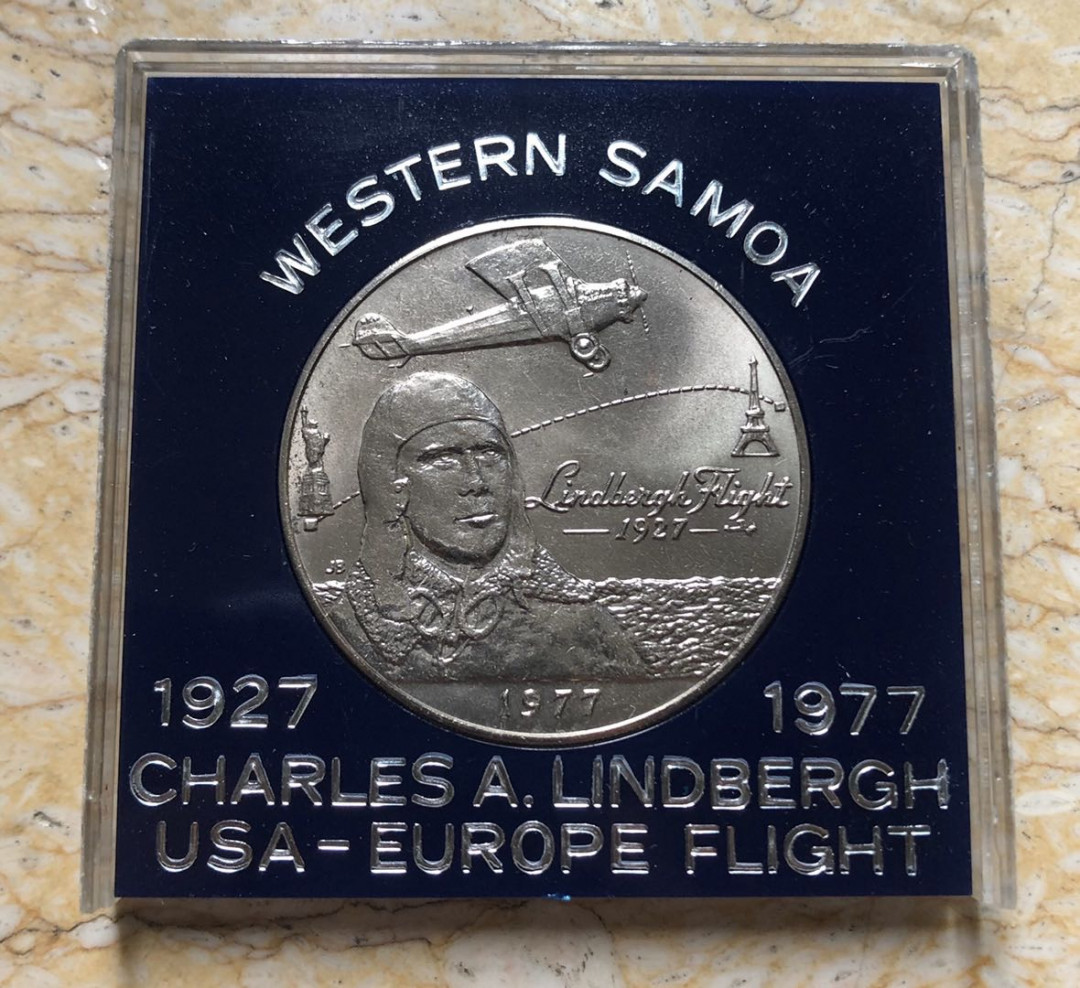 WESTERN SAMOA
Lindbergh Flight
1927
JB
1977
1927 1977
CHARLES A. LINDBERGH
USA - EUROPE FLIGHT